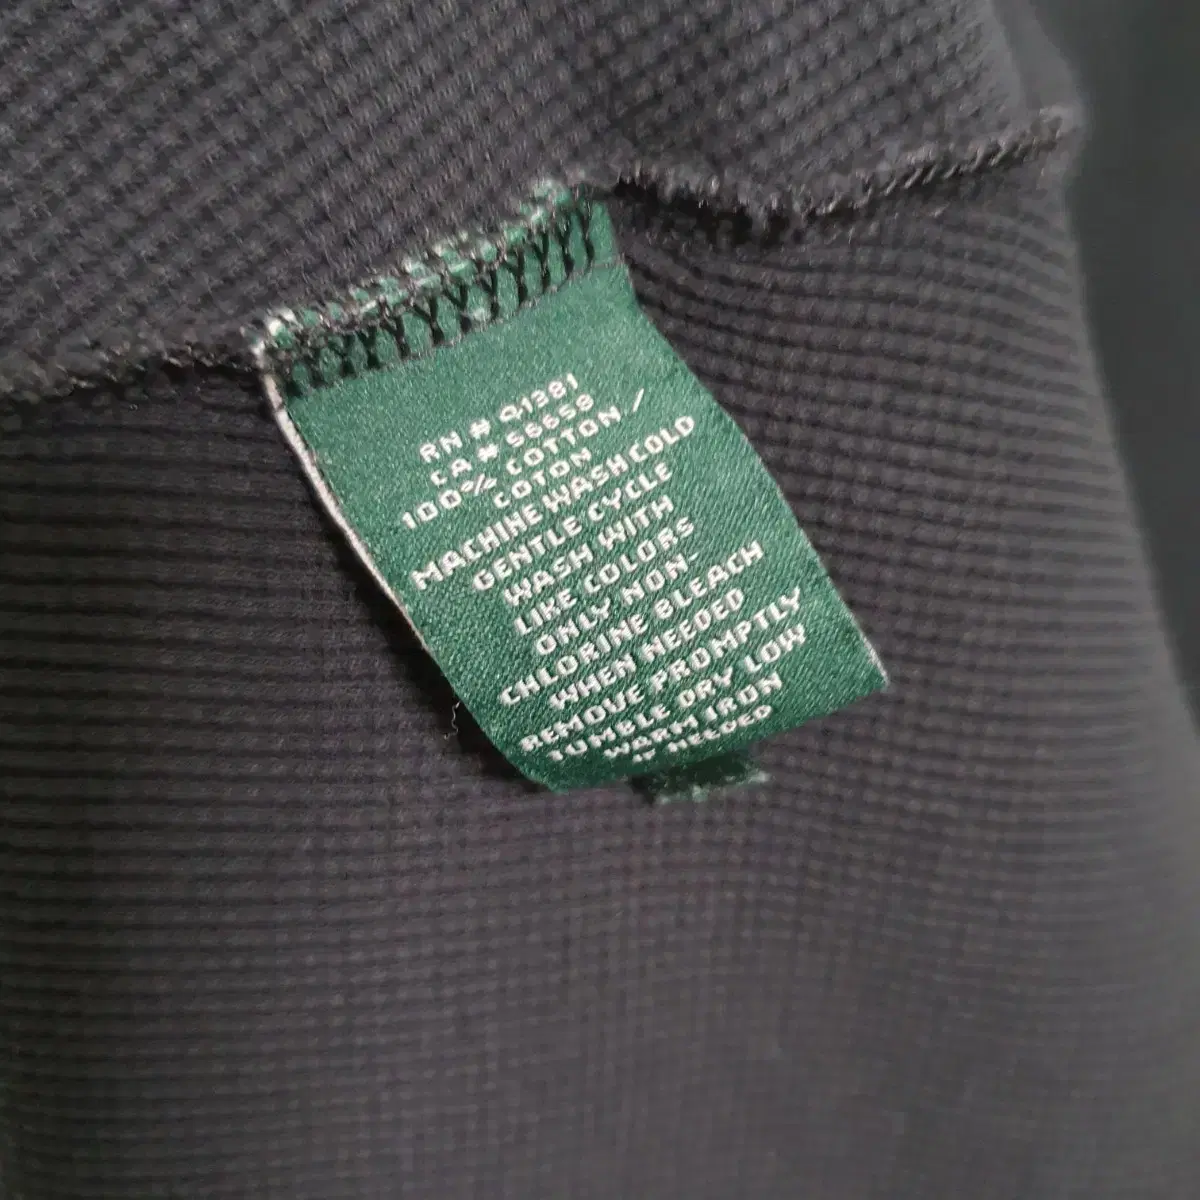 RN # 41381
CA # 56658
100% COTTON /
COTON
MACHINE WASH COLD
GENTLE CYCLE
WASH WITH
LIKE COLORS
ONLY NON-
CHLORINE BLEACH
WHEN NEEDED
REMOVE PROMPTLY
TUMBLE DRY LOW
WARM IRON
IF NEEDED